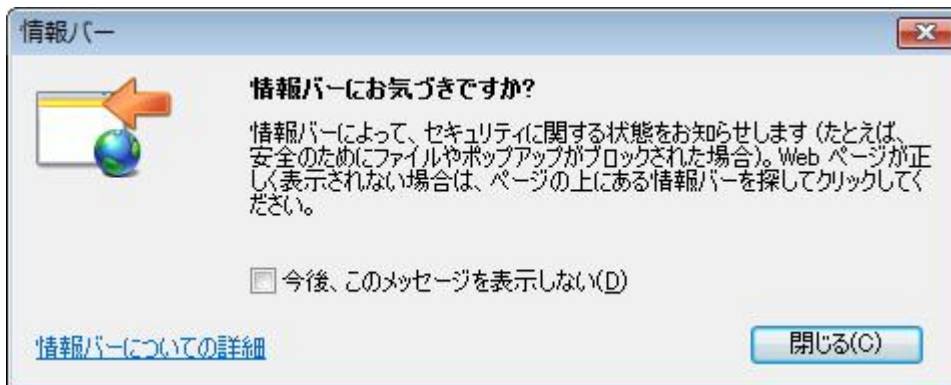 情報バー
情報バーにお気づきですか?
情報バーによって、セキュリティに関する状態をお知らせします (たとえば、
安全のためにファイルやポップアップがブロックされた場合)。Web ページが正
しく表示されない場合は、ページの上にある情報バーを探してクリックしてく
ださい。
今後、このメッセージを表示しない(D)
情報バーについての詳細
閉じる(C)